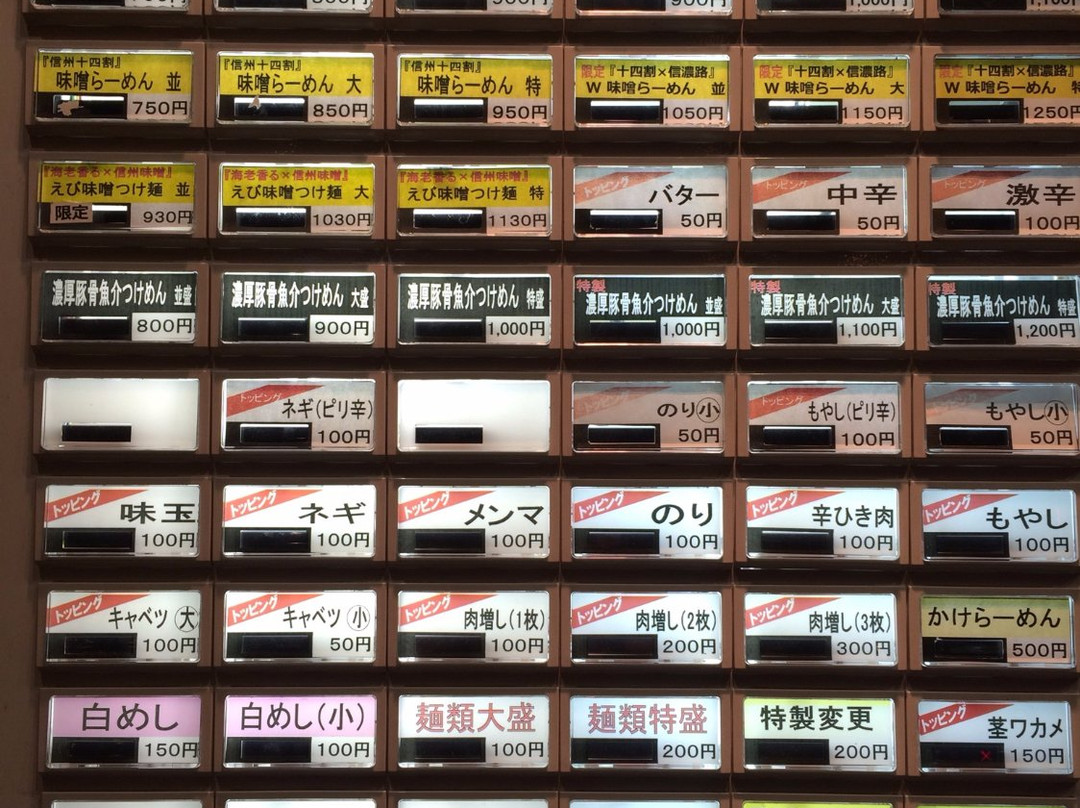 『信州十四割』
味噌らーめん 並
750円
『信州十四割』
味噌らーめん 大
850円
『信州十四割』
味噌らーめん 特
950円
限定『十四割×信濃路』
W 味噌らーめん 並
1050円
限定『十四割×信濃路』
W 味噌らーめん 大
1150円
限定『十四割×信濃路』
W 味噌らーめん 特
1250円
『海老香る×信州味噌』
えび味噌つけ麺 並
限定
930円
『海老香る×信州味噌』
えび味噌つけ麺 大
1030円
『海老香る×信州味噌』
えび味噌つけ麺 特
1130円
トッピング
バター
50円
トッピング
中辛
50円
トッピング
激辛
100円
濃厚豚骨魚介つけめん 並盛
800円
濃厚豚骨魚介つけめん 大盛
900円
濃厚豚骨魚介つけめん 特盛
1,000円
特製
濃厚豚骨魚介つけめん 並盛
1,000円
特製
濃厚豚骨魚介つけめん 大盛
1,100円
特製
濃厚豚骨魚介つけめん 特盛
1,200円
トッピング
ネギ(ピリ辛)
100円
トッピング
のり小
50円
トッピング
もやし(ピリ辛)
100円
トッピング
もやし小
50円
トッピング
味玉
100円
トッピング
ネギ
100円
トッピング
メンマ
100円
トッピング
のり
100円
トッピング
辛ひき肉
100円
トッピング
もやし
100円
トッピング
キャベツ 大
100円
トッピング
キャベツ 小
50円
トッピング
肉増し(1枚)
100円
トッピング
肉増し(2枚)
200円
トッピング
肉増し(3枚)
300円
かけらーめん
500円
白めし
150円
白めし(小)
100円
麺類大盛
100円
麺類特盛
200円
特製変更
200円
トッピング
茎ワカメ
150円